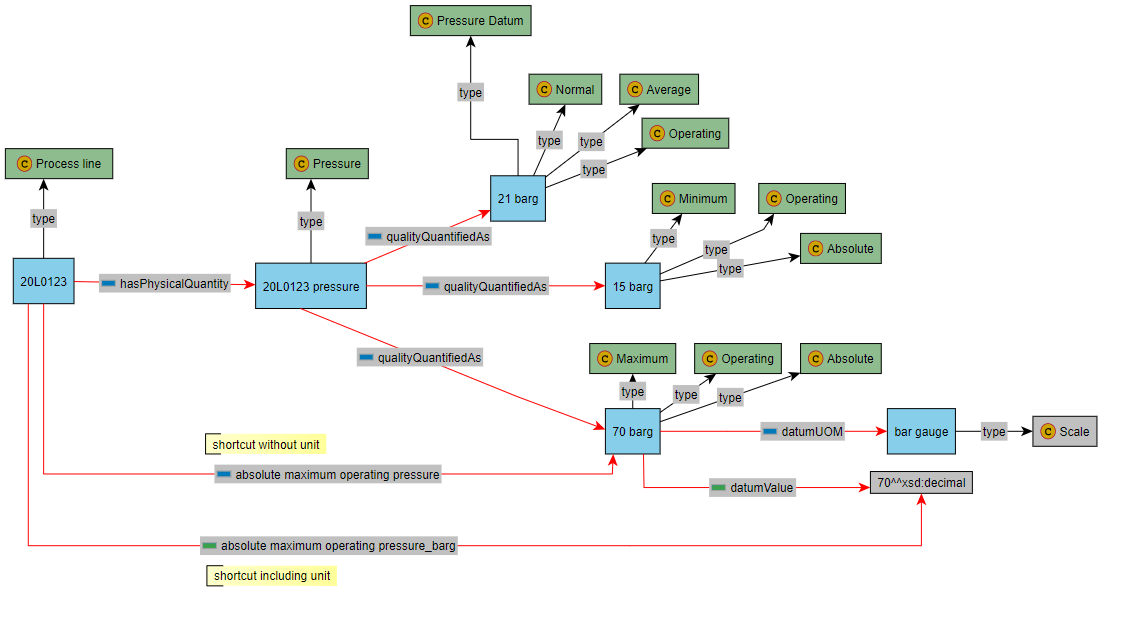 C Pressure Datum
type
C Normal
C Average
type
type
C Operating
type
C Process line
C Pressure
21 barg
C Minimum
C Operating
type
type
qualityQuantifiedAs
type
type
C Absolute
type
20L0123
hasPhysicalQuantity
20L0123 pressure
qualityQuantifiedAs
15 barg
qualityQuantifiedAs
C Maximum
C Operating
C Absolute
type
type
type
70 barg
datumUOM
bar gauge
type
C Scale
shortcut without unit
absolute maximum operating pressure
datumValue
70^^xsd:decimal
absolute maximum operating pressure_barg
shortcut including unit